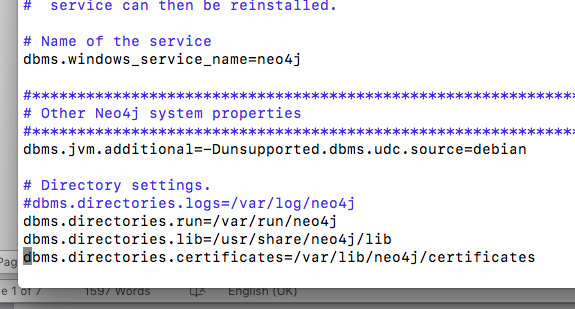 #  service can then be reinstalled.
# Name of the service
dbms.windows_service_name=neo4j
#*****************************************************************
# Other Neo4j system properties
#*****************************************************************
dbms.jvm.additional=-Dunsupported.dbms.udc.source=debian
# Directory settings.
#dbms.directories.logs=/var/log/neo4j
dbms.directories.run=/var/run/neo4j
dbms.directories.lib=/usr/share/neo4j/lib
dbms.directories.certificates=/var/lib/neo4j/certificates
Pag
e 1 of 7 1597 Words English (UK)